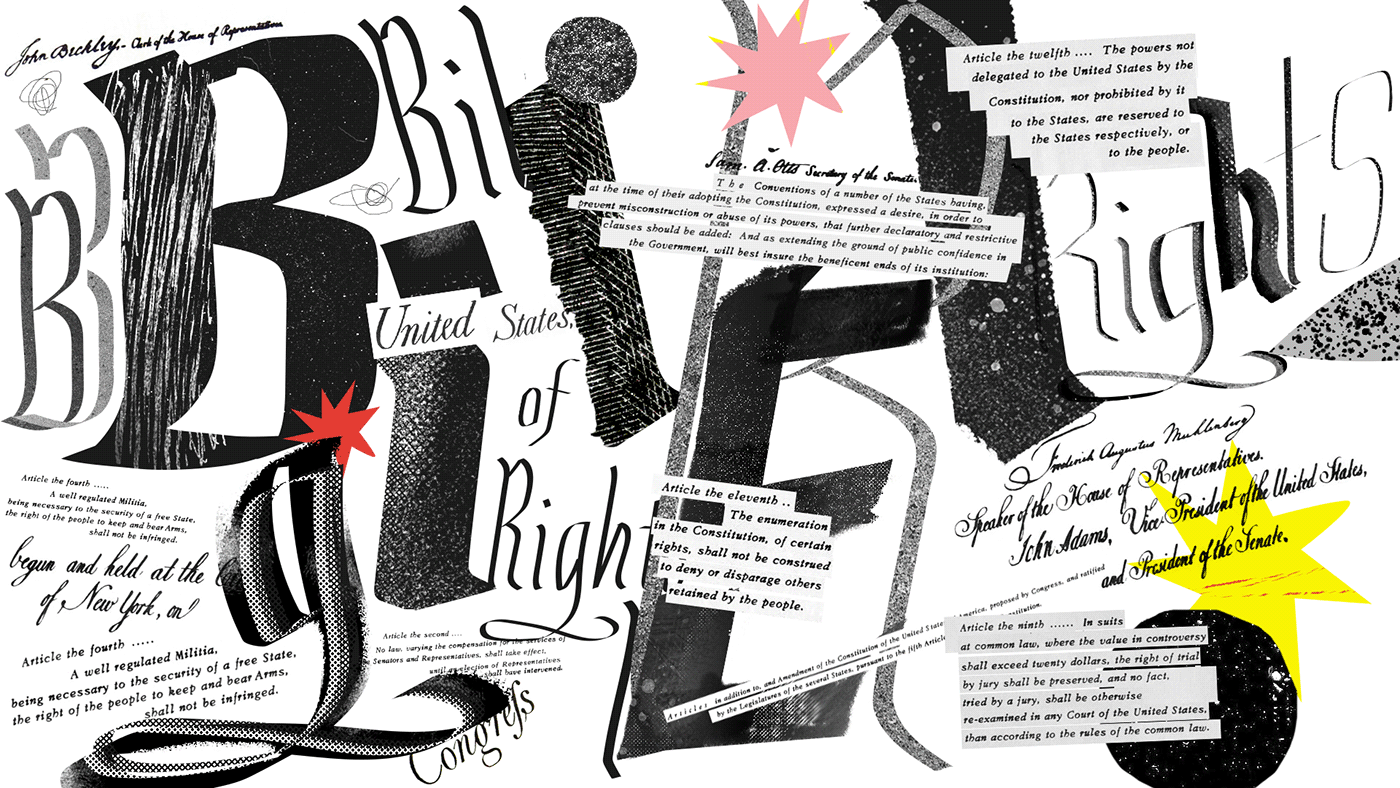 John Beckley.- Clerk of the House of Representatives
B
B
B
Bil
i
United States,
i
of
Right
Rights
Article the twelfth .... The powers not
delegated to the United States by the
Constitution, nor prohibited by it
to the States, are reserved to
the States respectively, or
to the people.
Sam. A. Otis Secretary of the Senate.
The Conventions of a number of the States having,
at the time of their adopting the Constitution, expressed a desire, in order to
prevent misconstruction or abuse of its powers, that further declaratory and restrictive
clauses should be added: And as extending the ground of public confidence in
the Government, will best insure the beneficent ends of its institution:
Frederick Augustus Muhlenberg
Speaker of the House of Representatives.
John Adams, Vice-President of the United States,
and President of the Senate.
Article the fourth .....
A well regulated Militia,
being necessary to the security of a free State,
the right of the people to keep and bear Arms,
shall not be infringed.
begun and held at the
of New York, on
Article the fourth .....
A well regulated Militia,
being necessary to the security of a free State,
the right of the people to keep and bear Arms,
shall not be infringed.
Article the second ....
No law, varying the compensation for the services of
Senators and Representatives, shall take effect,
until an election of Representatives
shall have intervened.
Congreſs
Article the eleventh ..
The enumeration
in the Constitution, of certain
rights, shall not be construed
to deny or disparage others
retained by the people.
Articles in addition to, and Amendment of the Constitution of the United State
merica, proposed by Congress, and ratified
by the Legislatures of the several States, pursuant to the fifth Article
stitution.
Article the ninth ...... In suits
at common law, where the value in controversy
shall exceed twenty dollars, the right of trial
by jury shall be preserved, and no fact,
tried by a jury, shall be otherwise
re-examined in any Court of the United States,
than according to the rules of the common law.